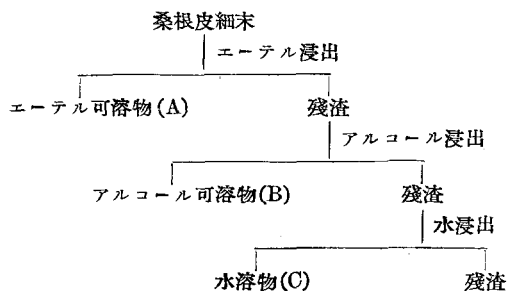 桑根皮細末
エーテル浸出
エーテル可溶物(A) 殘渣
アルコール浸出
アルコール可溶物(B) 殘渣
水浸出
水溶物(C) 殘渣